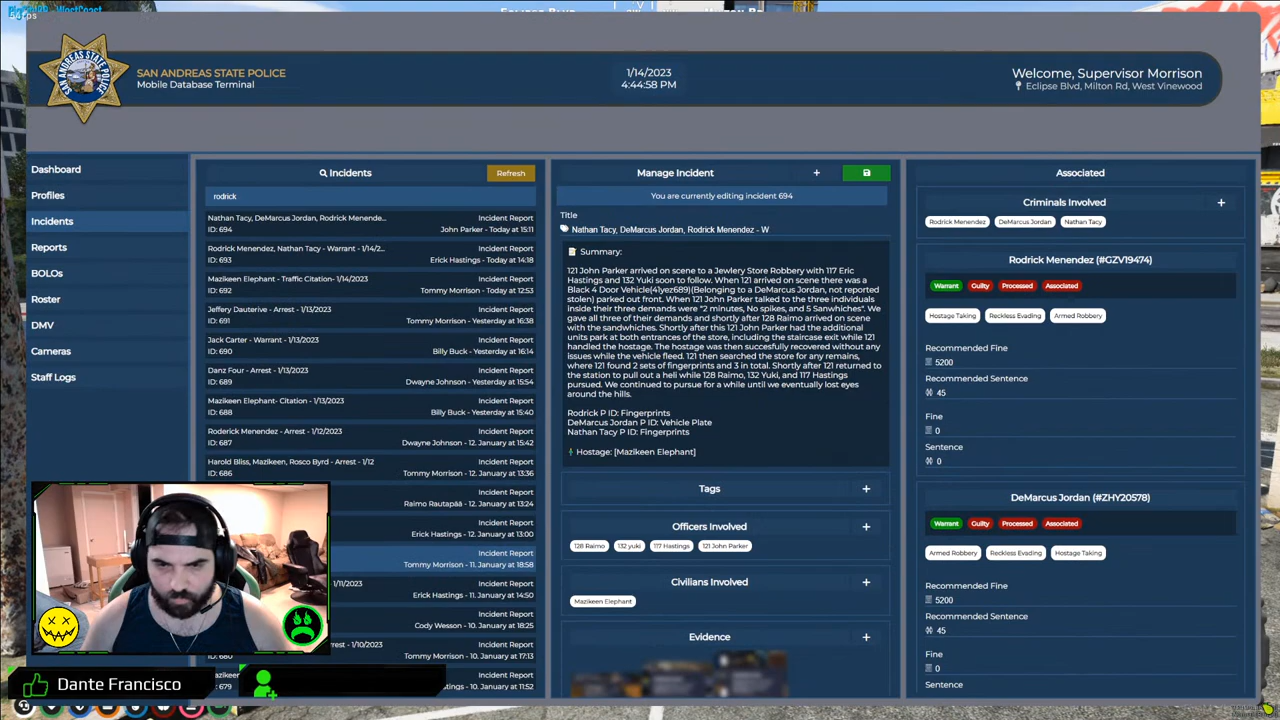 SAN ANDREAS STATE POLICE
Mobile Database Terminal
1/14/2023
4:44:58 PM
Welcome, Supervisor Morrison
Eclipse Blvd, Milton Rd, West Vinewood
Dashboard
Profiles
Incidents
Reports
BOLOs
Roster
DMV
Cameras
Staff Logs
Incidents
Refresh
rodrick
Nathan Tacy, DeMarcus Jordan, Rodrick Menende... Incident Report
ID: 694 John Parker - Today at 15:11
Rodrick Menendez, Nathan Tacy - Warrant - 1/14/2... Incident Report
ID: 693 Erick Hastings - Today at 14:18
Mazikeen Elephant - Traffic Citation- 1/14/2023 Incident Report
ID: 692 Tommy Morrison - Today at 12:53
Jeffery Dauterive - Arrest - 1/13/2023 Incident Report
ID: 691 Tommy Morrison - Yesterday at 16:38
Jack Carter - Warrant - 1/13/2023 Incident Report
ID: 690 Billy Buck - Yesterday at 16:14
Danz Four - Arrest - 1/13/2023 Incident Report
ID: 689 Dwayne Johnson - Yesterday at 15:54
Mazikeen Elephant- Citation - 1/13/2023 Incident Report
ID: 688 Billy Buck - Yesterday at 15:40
Roderick Menendez - Arrest - 1/12/2023 Incident Report
ID: 687 Dwayne Johnson - 12. January at 15:42
Harold Bliss, Mazikeen, Rosco Byrd - Arrest - 1/12 Incident Report
ID: 686 Tommy Morrison - 12. January at 13:36
Incident Report
Raimo Rautapää - 12. January at 13:24
Incident Report
Erick Hastings - 12. January at 13:00
Incident Report
Tommy Morrison - 11. January at 18:58
1/11/2023 Incident Report
Erick Hastings - 11. January at 14:50
Incident Report
Cody Wesson - 10. January at 18:25
rest - 1/10/2023 Incident Report
ID: 680 Tommy Morrison - 10. January at 17:13
Incident Report
ID: 679 Hastings - 10. January at 11:52
Manage Incident
You are currently editing incident 694
Title
Nathan Tacy, DeMarcus Jordan, Rodrick Menendez - W
Summary:
121 John Parker arrived on scene to a Jewlery Store Robbery with 117 Eric
Hastings and 132 Yuki soon to follow. When 121 arrived on scene there was a
Black 4 Door Vehicle(41yez689)(Belonging to a DeMarcus Jordan, not reported
stolen) parked out front. When 121 John Parker talked to the three individuals
inside their three demands were "2 minutes, No spikes, and 5 Sanwhiches". We
gave all three of their demands and shortly after 128 Raimo arrived on scene
with the sandwiches. Shortly after this 121 John Parker had the additional
units park at both entrances of the store, including the staircase exit while 121
handled the hostage. The hostage was then succesfully recovered without any
issues while the vehicle fleed. 121 then searched the store for any remains,
where 121 found 2 sets of fingerprints and 3 in total. Shortly after 121 returned to
the station to pull out a heli while 128 Raimo, 132 Yuki, and 117 Hastings
pursued. We continued to pursue for a while until we eventually lost eyes
around the hills.
Rodrick P ID: Fingerprints
DeMarcus Jordan P ID: Vehicle Plate
Nathan Tacy P ID: Fingerprints
Hostage: [Mazikeen Elephant]
Tags
Officers Involved
128 Raimo 132 yuki 117 Hastings 121 John Parker
Civilians Involved
Mazikeen Elephant
Evidence
Associated
Criminals Involved
Rodrick Menendez DeMarcus Jordan Nathan Tacy
Rodrick Menendez (#GZV19474)
Warrant Guilty Processed Associated
Hostage Taking Reckless Evading Armed Robbery
Recommended Fine
5200
Recommended Sentence
45
Fine
0
Sentence
0
DeMarcus Jordan (#ZHY20578)
Warrant Guilty Processed Associated
Armed Robbery Reckless Evading Hostage Taking
Recommended Fine
5200
Recommended Sentence
45
Fine
0
Sentence
Dante Francisco